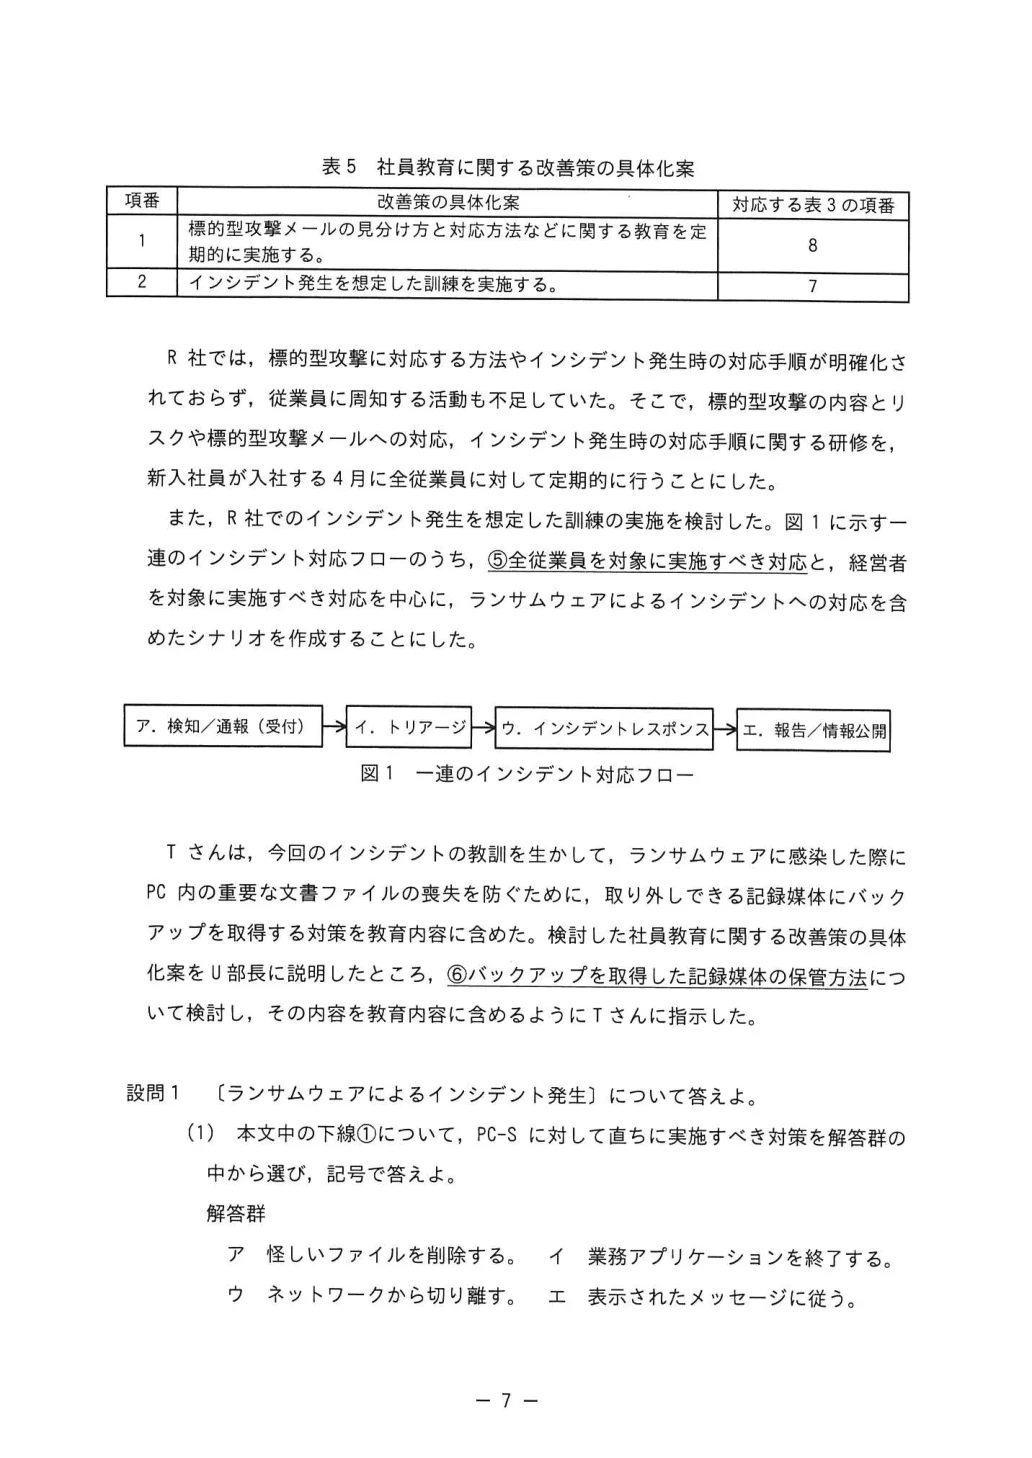 表5 社員教育に関する改善策の具体化案
項番 改善策の具体化案 対応する表3の項番
1 標的型攻撃メールの見分け方と対応方法などに関する教育を定
期的に実施する。 8
2 インシデント発生を想定した訓練を実施する。 7
R 社では，標的型攻撃に対応する方法やインシデント発生時の対応手順が明確化さ
れておらず，従業員に周知する活動も不足していた。そこで，標的型攻撃の内容とリ
スクや標的型攻撃メールへの対応，インシデント発生時の対応手順に関する研修を，
新入社員が入社する4月に全従業員に対して定期的に行うことにした。
また，R 社でのインシデント発生を想定した訓練の実施を検討した。図1に示す一
連のインシデント対応フローのうち，⑤全従業員を対象に実施すべき対応と，経営者
を対象に実施すべき対応を中心に，ランサムウェアによるインシデントへの対応を含
めたシナリオを作成することにした。
ア．検知／通報（受付） → イ．トリアージ → ウ．インシデントレスポンス → エ．報告／情報公開
図1 一連のインシデント対応フロー
T さんは，今回のインシデントの教訓を生かして，ランサムウェアに感染した際に
PC 内の重要な文書ファイルの喪失を防ぐために，取り外しできる記録媒体にバック
アップを取得する対策を教育内容に含めた。検討した社員教育に関する改善策の具体
化案をU部長に説明したところ，⑥バックアップを取得した記録媒体の保管方法につ
いて検討し，その内容を教育内容に含めるようにTさんに指示した。
設問1 〔ランサムウェアによるインシデント発生〕について答えよ。
(1) 本文中の下線①について，PC-S に対して直ちに実施すべき対策を解答群の
中から選び，記号で答えよ。
解答群
ア 怪しいファイルを削除する。 イ 業務アプリケーションを終了する。
ウ ネットワークから切り離す。 エ 表示されたメッセージに従う。
－ 7 －